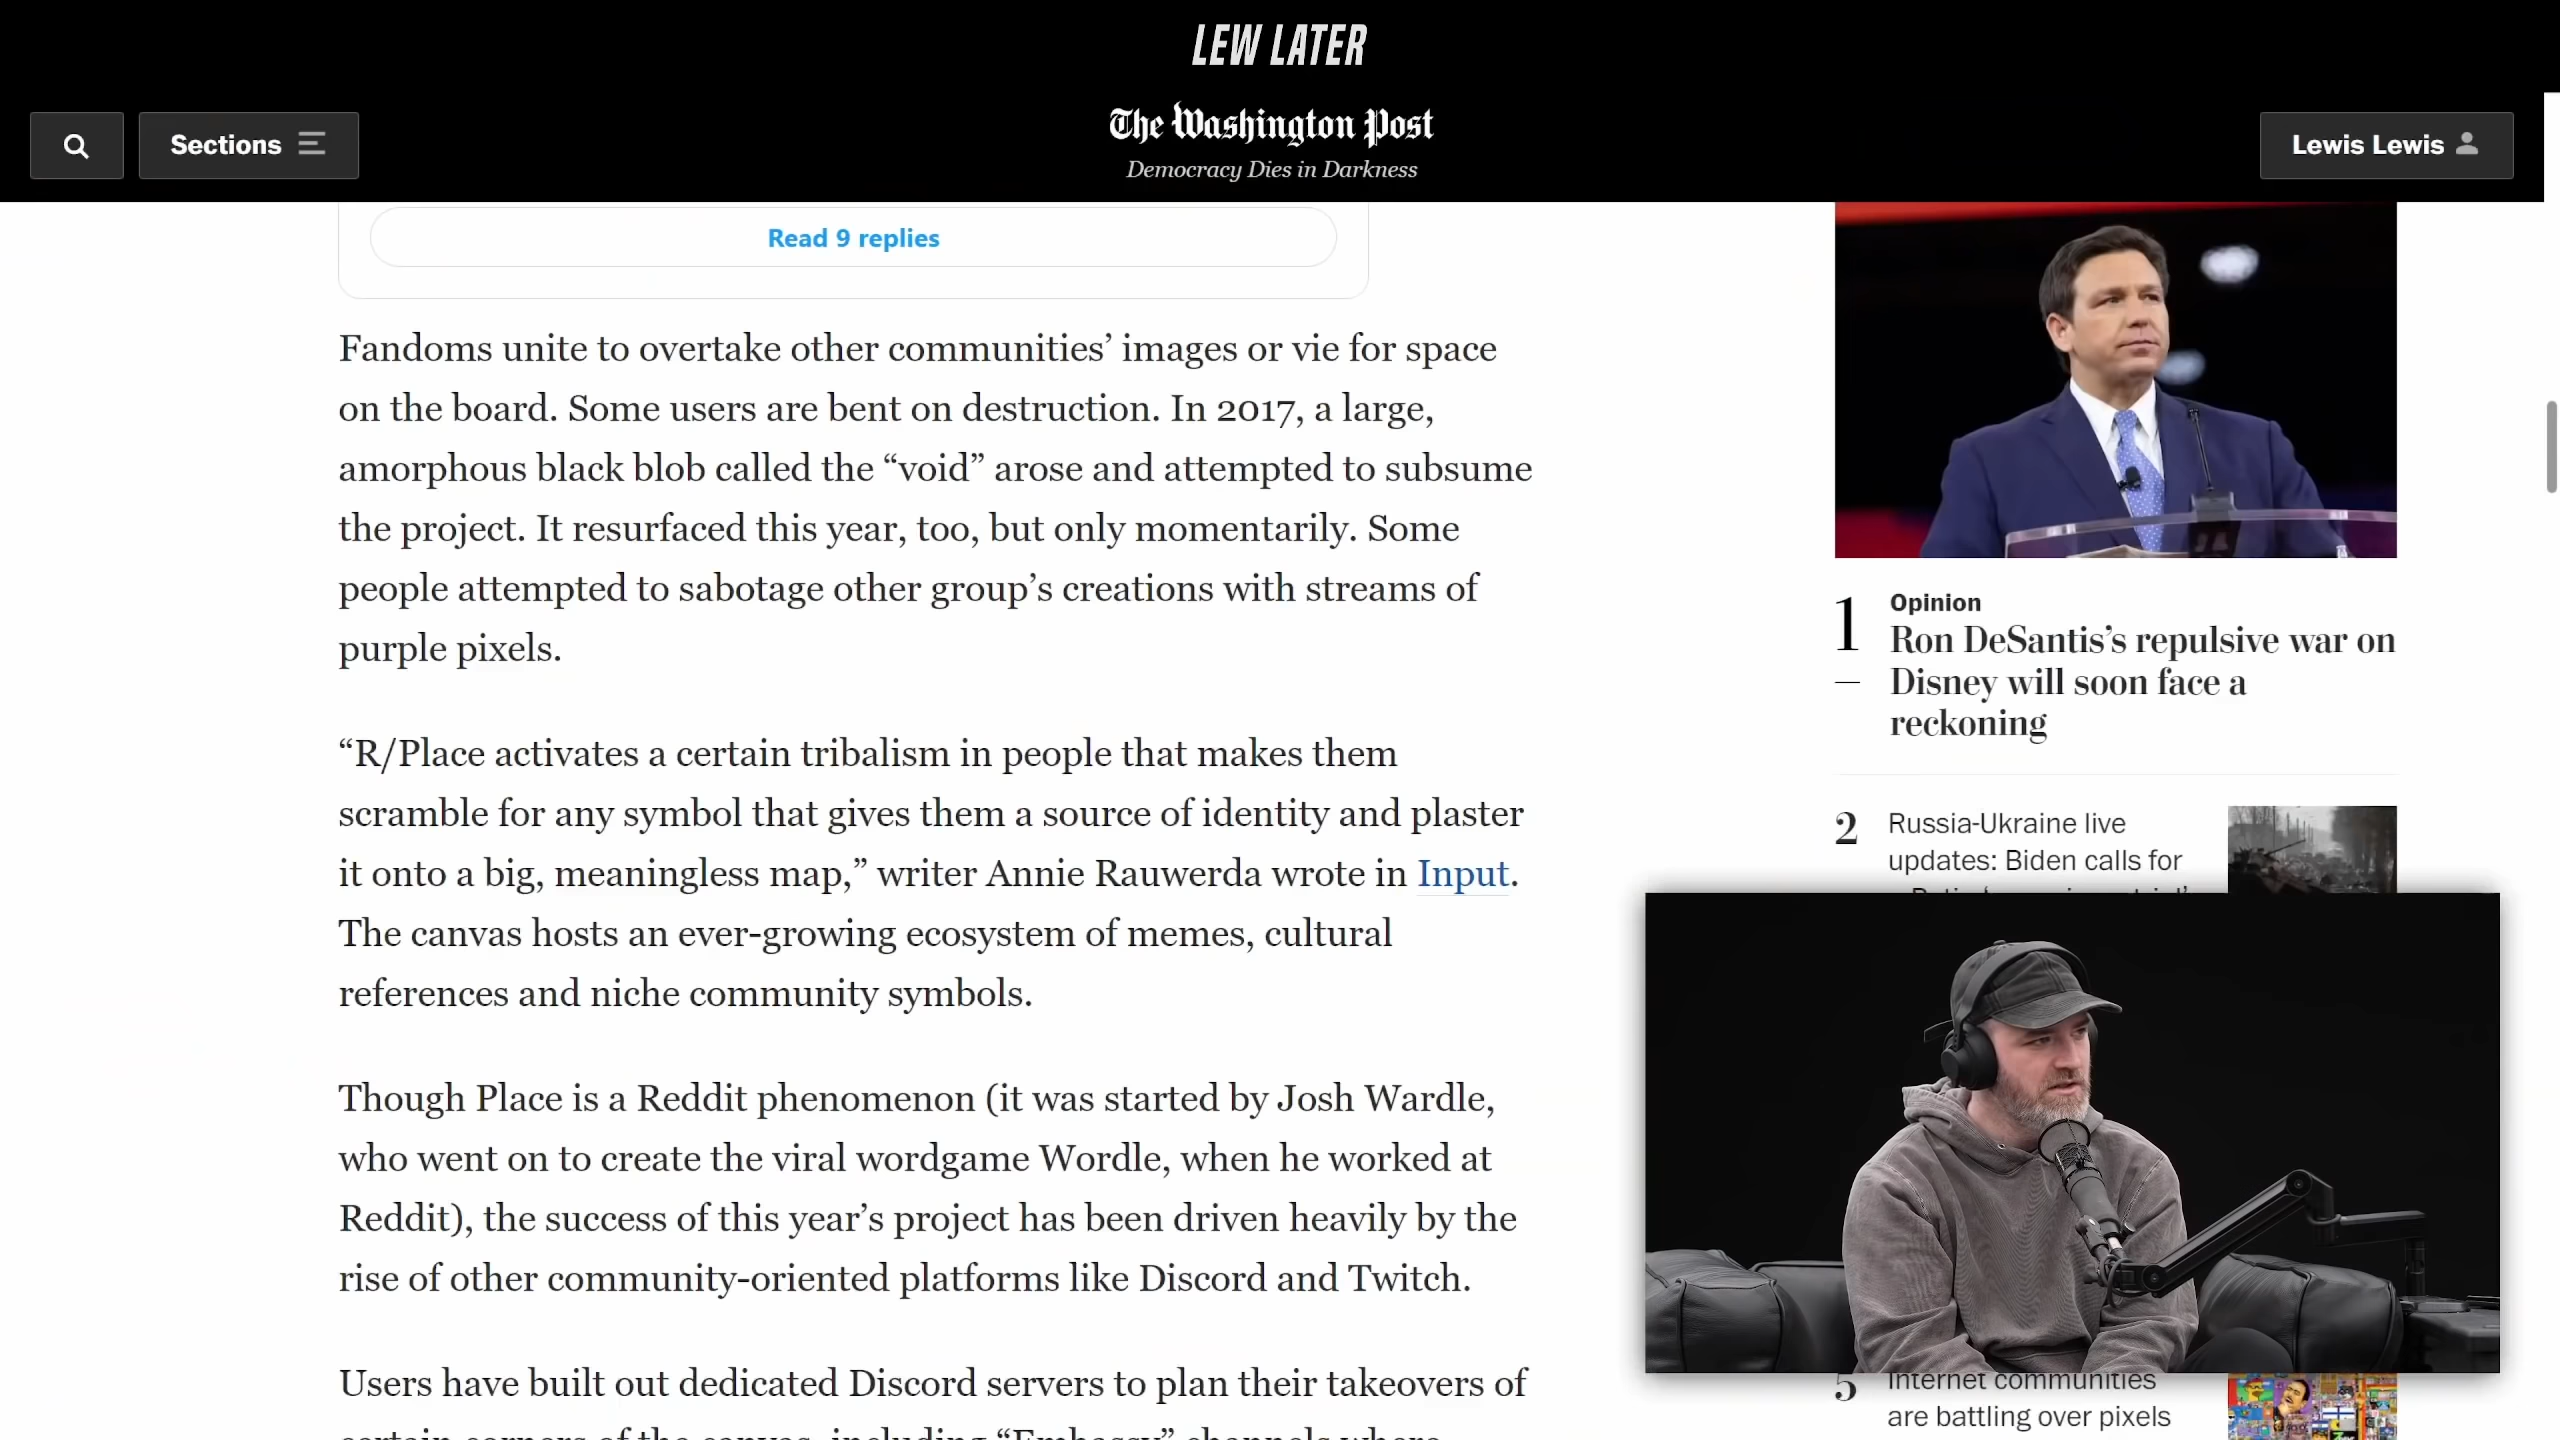 LEW LATER
Sections
The Washington Post
Democracy Dies in Darkness
Lewis Lewis
Read 9 replies
Fandoms unite to overtake other communities’ images or vie for space
on the board. Some users are bent on destruction. In 2017, a large,
amorphous black blob called the “void” arose and attempted to subsume
the project. It resurfaced this year, too, but only momentarily. Some
people attempted to sabotage other group’s creations with streams of
purple pixels.
“R/Place activates a certain tribalism in people that makes them
scramble for any symbol that gives them a source of identity and plaster
it onto a big, meaningless map,” writer Annie Rauwerda wrote in Input.
The canvas hosts an ever-growing ecosystem of memes, cultural
references and niche community symbols.
Though Place is a Reddit phenomenon (it was started by Josh Wardle,
who went on to create the viral wordgame Wordle, when he worked at
Reddit), the success of this year’s project has been driven heavily by the
rise of other community-oriented platforms like Discord and Twitch.
Users have built out dedicated Discord servers to plan their takeovers of
certain corners of the canvas, including “Embassy” channels where
1
Opinion
Ron DeSantis’s repulsive war on
Disney will soon face a
reckoning
2
Russia-Ukraine live
updates: Biden calls for
5
Internet communities
are battling over pixels